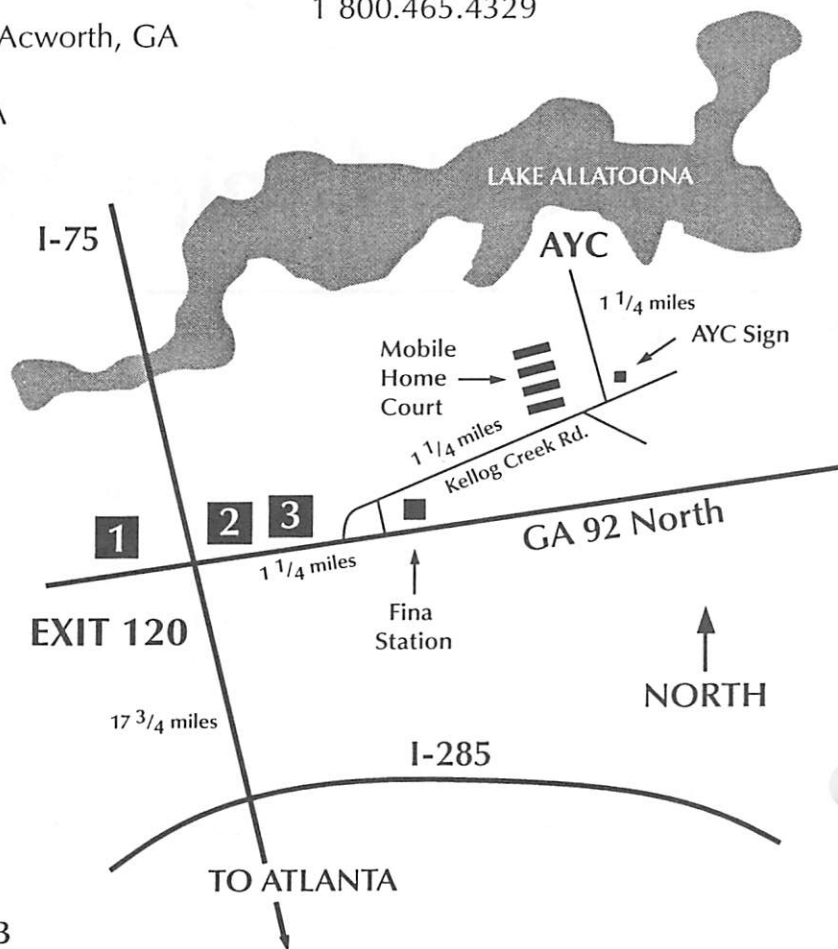 1 800.465.4329
Acworth, GA
A
LAKE ALLATOONA
I-75
AYC
1 1/4 miles
AYC Sign
Mobile
Home
Court
1 1/4 miles
Kellog Creek Rd.
1
2
3
GA 92 North
1 1/4 miles
Fina
Station
EXIT 120
NORTH
17 3/4 miles
I-285
TO ATLANTA
3